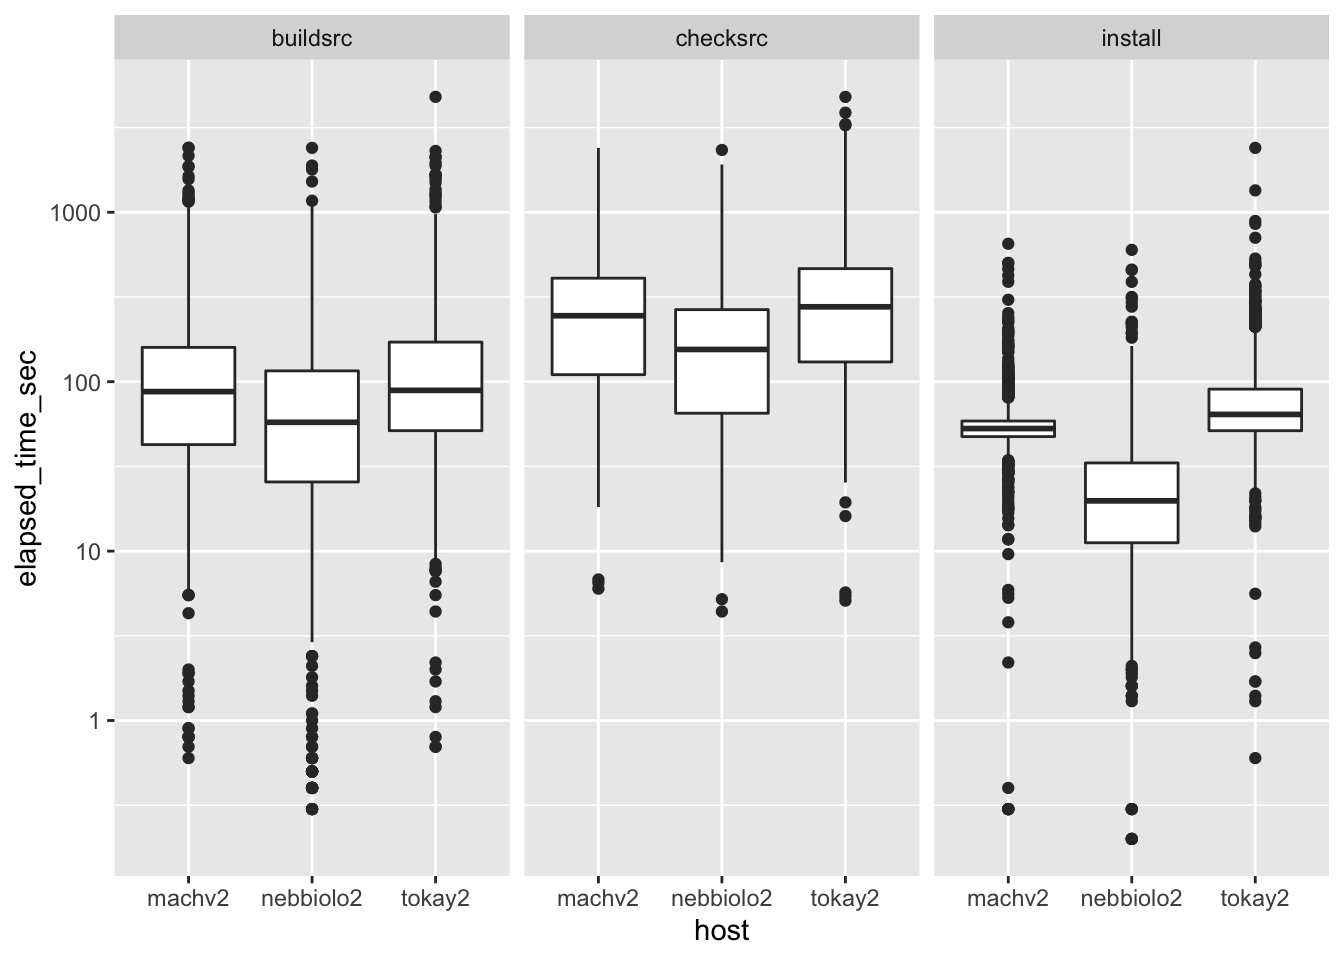 buildsrc checksrc install
elapsed_time_sec
1000
100
10
1
machv2 nebbiolo2 tokay2 machv2 nebbiolo2 tokay2 machv2 nebbiolo2 tokay2
host